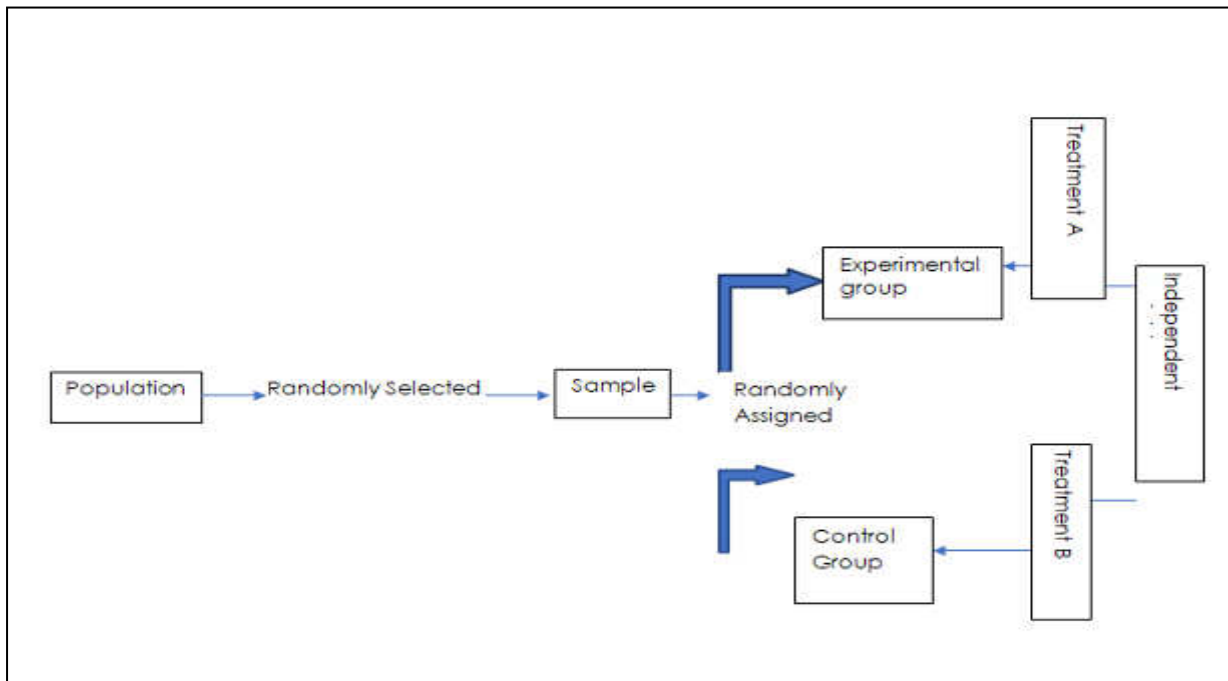 Population
Randomly Selected
Sample
Randomly
Assigned
Experimental
group
Treatment A
Independent
Control
Group
Treatment B